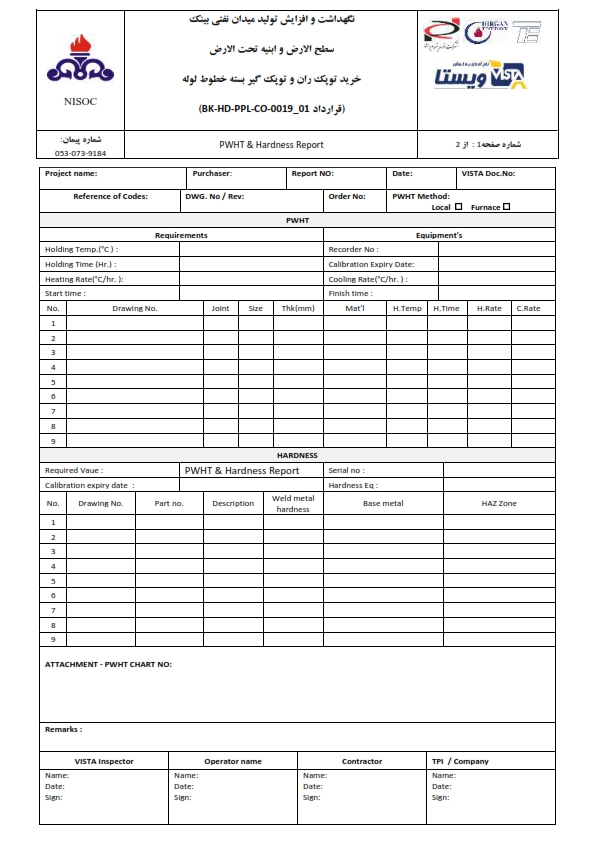 نگهداشت و افزایش تولید میدان نفتی بینک
سطح الارض و ابنیه تحت الارض
خرید توپک ران و توپک گیر بسته خطوط لوله
(قرارداد BK-HD-PPL-CO-0019_01)
NISOC
HIRGAN
ENERGY
ویستا
VISTA
شماره پیمان:
053-073-9184
PWHT & Hardness Report
شماره صفحه1 : از 2
Project name: Purchaser: Report NO: Date: VISTA Doc.No:
Reference of Codes: DWG. No / Rev: Order No: PWHT Method:
Local ☐ Furnace ☐
PWHT
Requirements Equipment's
Holding Temp.(°C ) : Recorder No :
Holding Time (Hr.) : Calibration Expiry Date:
Heating Rate(°C/hr. ): Cooling Rate(°C/hr. ) :
Start time : Finish time :
No. Drawing No. Joint Size Thk(mm) Mat'l H.Temp H.Time H.Rate C.Rate
1
2
3
4
5
6
7
8
9
HARDNESS
Required Vaue : PWHT & Hardness Report Serial no :
Calibration expiry date : Hardness Eq :
No. Drawing No. Part no. Description Weld metal hardness Base metal HAZ Zone
1
2
3
4
5
6
7
8
9
ATTACHMENT - PWHT CHART NO:
Remarks :
VISTA Inspector Operator name Contractor TPI / Company
Name: Name: Name: Name:
Date: Date: Date: Date:
Sign: Sign: Sign: Sign: